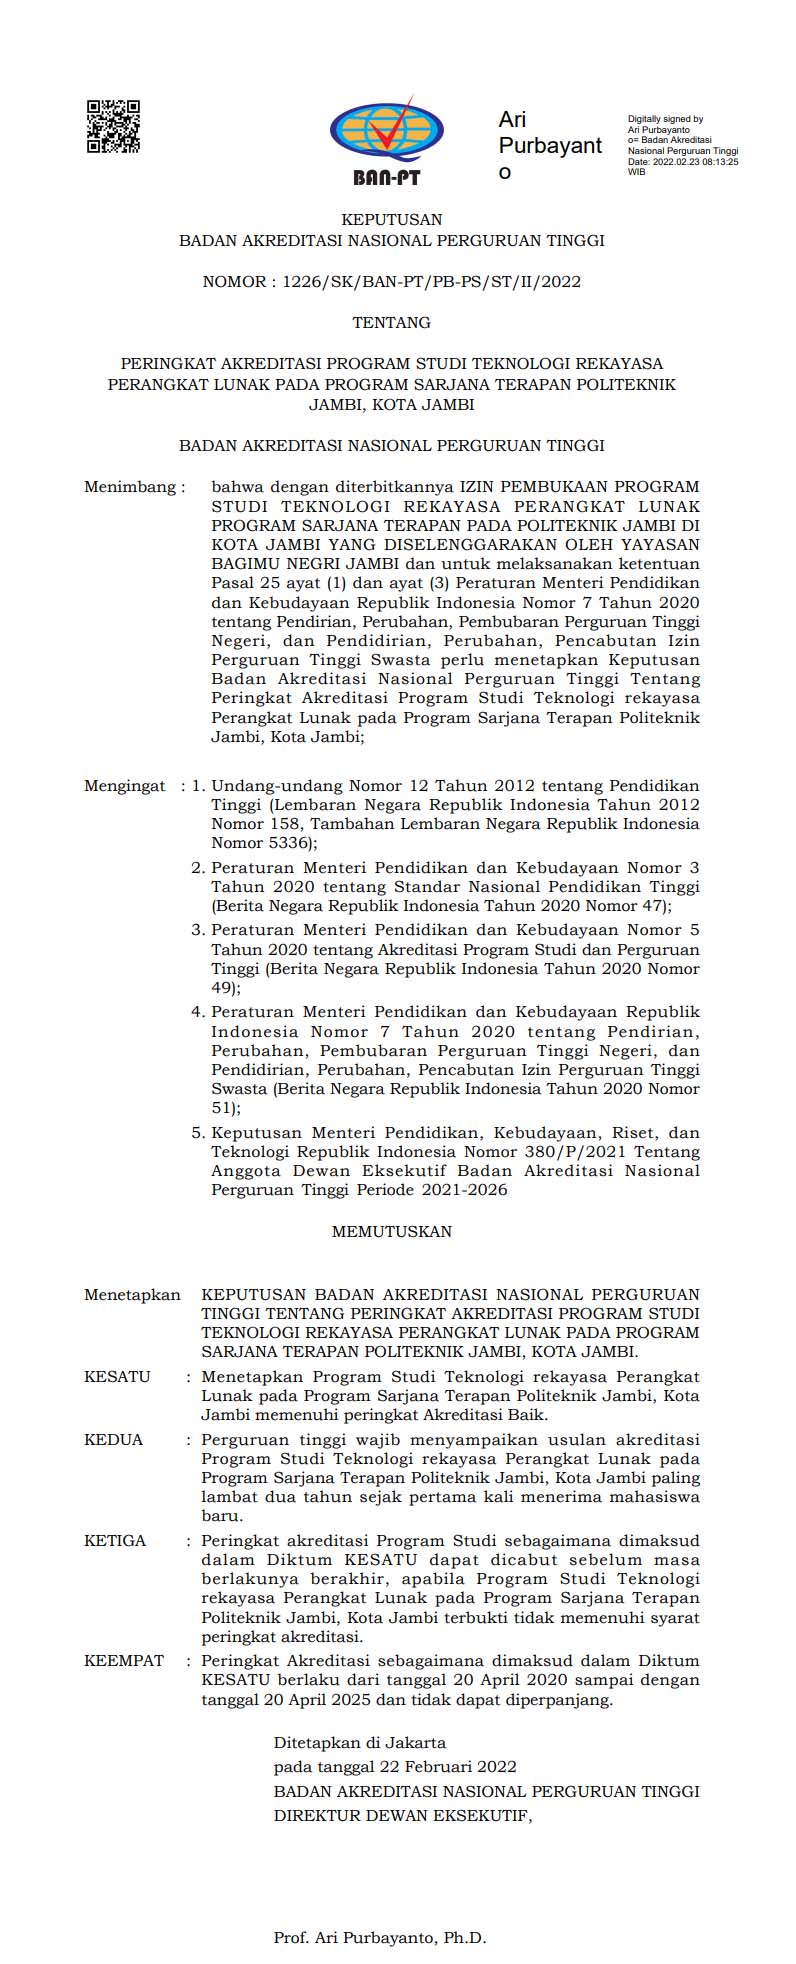 BAN-PT
Ari
Purbayant
o
Digitally signed by
Ari Purbayanto
o= Badan Akreditasi
Nasional Perguruan Tinggi
Date: 2022.02.23 08:13:25
WIB
KEPUTUSAN
BADAN AKREDITASI NASIONAL PERGURUAN TINGGI
NOMOR : 1226/SK/BAN-PT/PB-PS/ST/II/2022
TENTANG
PERINGKAT AKREDITASI PROGRAM STUDI TEKNOLOGI REKAYASA
PERANGKAT LUNAK PADA PROGRAM SARJANA TERAPAN POLITEKNIK
JAMBI, KOTA JAMBI
BADAN AKREDITASI NASIONAL PERGURUAN TINGGI
Menimbang : bahwa dengan diterbitkannya IZIN PEMBUKAAN PROGRAM
STUDI TEKNOLOGI REKAYASA PERANGKAT LUNAK
PROGRAM SARJANA TERAPAN PADA POLITEKNIK JAMBI DI
KOTA JAMBI YANG DISELENGGARAKAN OLEH YAYASAN
BAGIMU NEGRI JAMBI dan untuk melaksanakan ketentuan
Pasal 25 ayat (1) dan ayat (3) Peraturan Menteri Pendidikan
dan Kebudayaan Republik Indonesia Nomor 7 Tahun 2020
tentang Pendirian, Perubahan, Pembubaran Perguruan Tinggi
Negeri, dan Pendidirian, Perubahan, Pencabutan Izin
Perguruan Tinggi Swasta perlu menetapkan Keputusan
Badan Akreditasi Nasional Perguruan Tinggi Tentang
Peringkat Akreditasi Program Studi Teknologi rekayasa
Perangkat Lunak pada Program Sarjana Terapan Politeknik
Jambi, Kota Jambi;
Mengingat : 1. Undang-undang Nomor 12 Tahun 2012 tentang Pendidikan
Tinggi (Lembaran Negara Republik Indonesia Tahun 2012
Nomor 158, Tambahan Lembaran Negara Republik Indonesia
Nomor 5336);
2. Peraturan Menteri Pendidikan dan Kebudayaan Nomor 3
Tahun 2020 tentang Standar Nasional Pendidikan Tinggi
(Berita Negara Republik Indonesia Tahun 2020 Nomor 47);
3. Peraturan Menteri Pendidikan dan Kebudayaan Nomor 5
Tahun 2020 tentang Akreditasi Program Studi dan Perguruan
Tinggi (Berita Negara Republik Indonesia Tahun 2020 Nomor
49);
4. Peraturan Menteri Pendidikan dan Kebudayaan Republik
Indonesia Nomor 7 Tahun 2020 tentang Pendirian,
Perubahan, Pembubaran Perguruan Tinggi Negeri, dan
Pendidirian, Perubahan, Pencabutan Izin Perguruan Tinggi
Swasta (Berita Negara Republik Indonesia Tahun 2020 Nomor
51);
5. Keputusan Menteri Pendidikan, Kebudayaan, Riset, dan
Teknologi Republik Indonesia Nomor 380/P/2021 Tentang
Anggota Dewan Eksekutif Badan Akreditasi Nasional
Perguruan Tinggi Periode 2021-2026
MEMUTUSKAN
Menetapkan KEPUTUSAN BADAN AKREDITASI NASIONAL PERGURUAN
TINGGI TENTANG PERINGKAT AKREDITASI PROGRAM STUDI
TEKNOLOGI REKAYASA PERANGKAT LUNAK PADA PROGRAM
SARJANA TERAPAN POLITEKNIK JAMBI, KOTA JAMBI.
KESATU : Menetapkan Program Studi Teknologi rekayasa Perangkat
Lunak pada Program Sarjana Terapan Politeknik Jambi, Kota
Jambi memenuhi peringkat Akreditasi Baik.
KEDUA : Perguruan tinggi wajib menyampaikan usulan akreditasi
Program Studi Teknologi rekayasa Perangkat Lunak pada
Program Sarjana Terapan Politeknik Jambi, Kota Jambi paling
lambat dua tahun sejak pertama kali menerima mahasiswa
baru.
KETIGA : Peringkat akreditasi Program Studi sebagaimana dimaksud
dalam Diktum KESATU dapat dicabut sebelum masa
berlakunya berakhir, apabila Program Studi Teknologi
rekayasa Perangkat Lunak pada Program Sarjana Terapan
Politeknik Jambi, Kota Jambi terbukti tidak memenuhi syarat
peringkat akreditasi.
KEEMPAT : Peringkat Akreditasi sebagaimana dimaksud dalam Diktum
KESATU berlaku dari tanggal 20 April 2020 sampai dengan
tanggal 20 April 2025 dan tidak dapat diperpanjang.
Ditetapkan di Jakarta
pada tanggal 22 Februari 2022
BADAN AKREDITASI NASIONAL PERGURUAN TINGGI
DIREKTUR DEWAN EKSEKUTIF,
Prof. Ari Purbayanto, Ph.D.